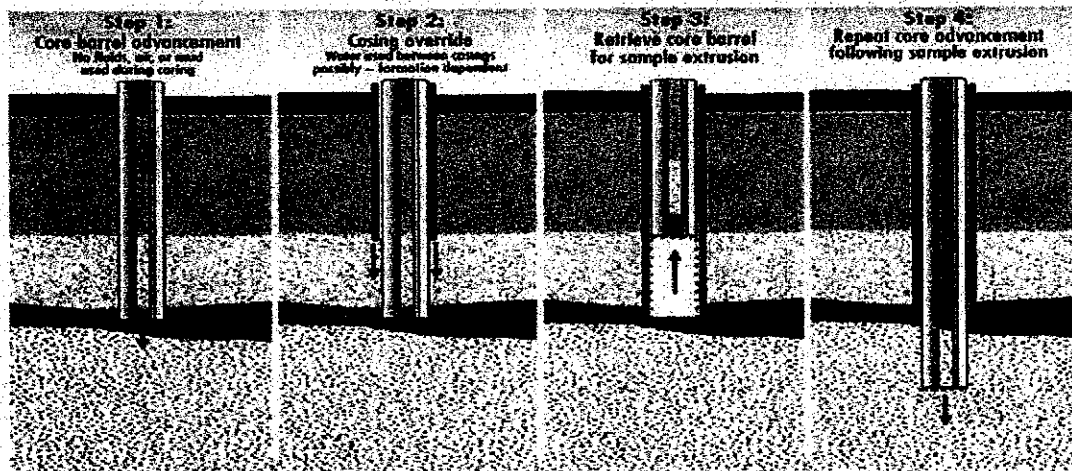 Step 1:
Core barrel advancement
No fluids, air, or mud
used during coring
Step 2:
Casing override
Water used between casings
possibly – formation dependent
Step 3:
Retrieve core barrel
for sample extrusion
Step 4:
Repeat core advancement
following sample extrusion